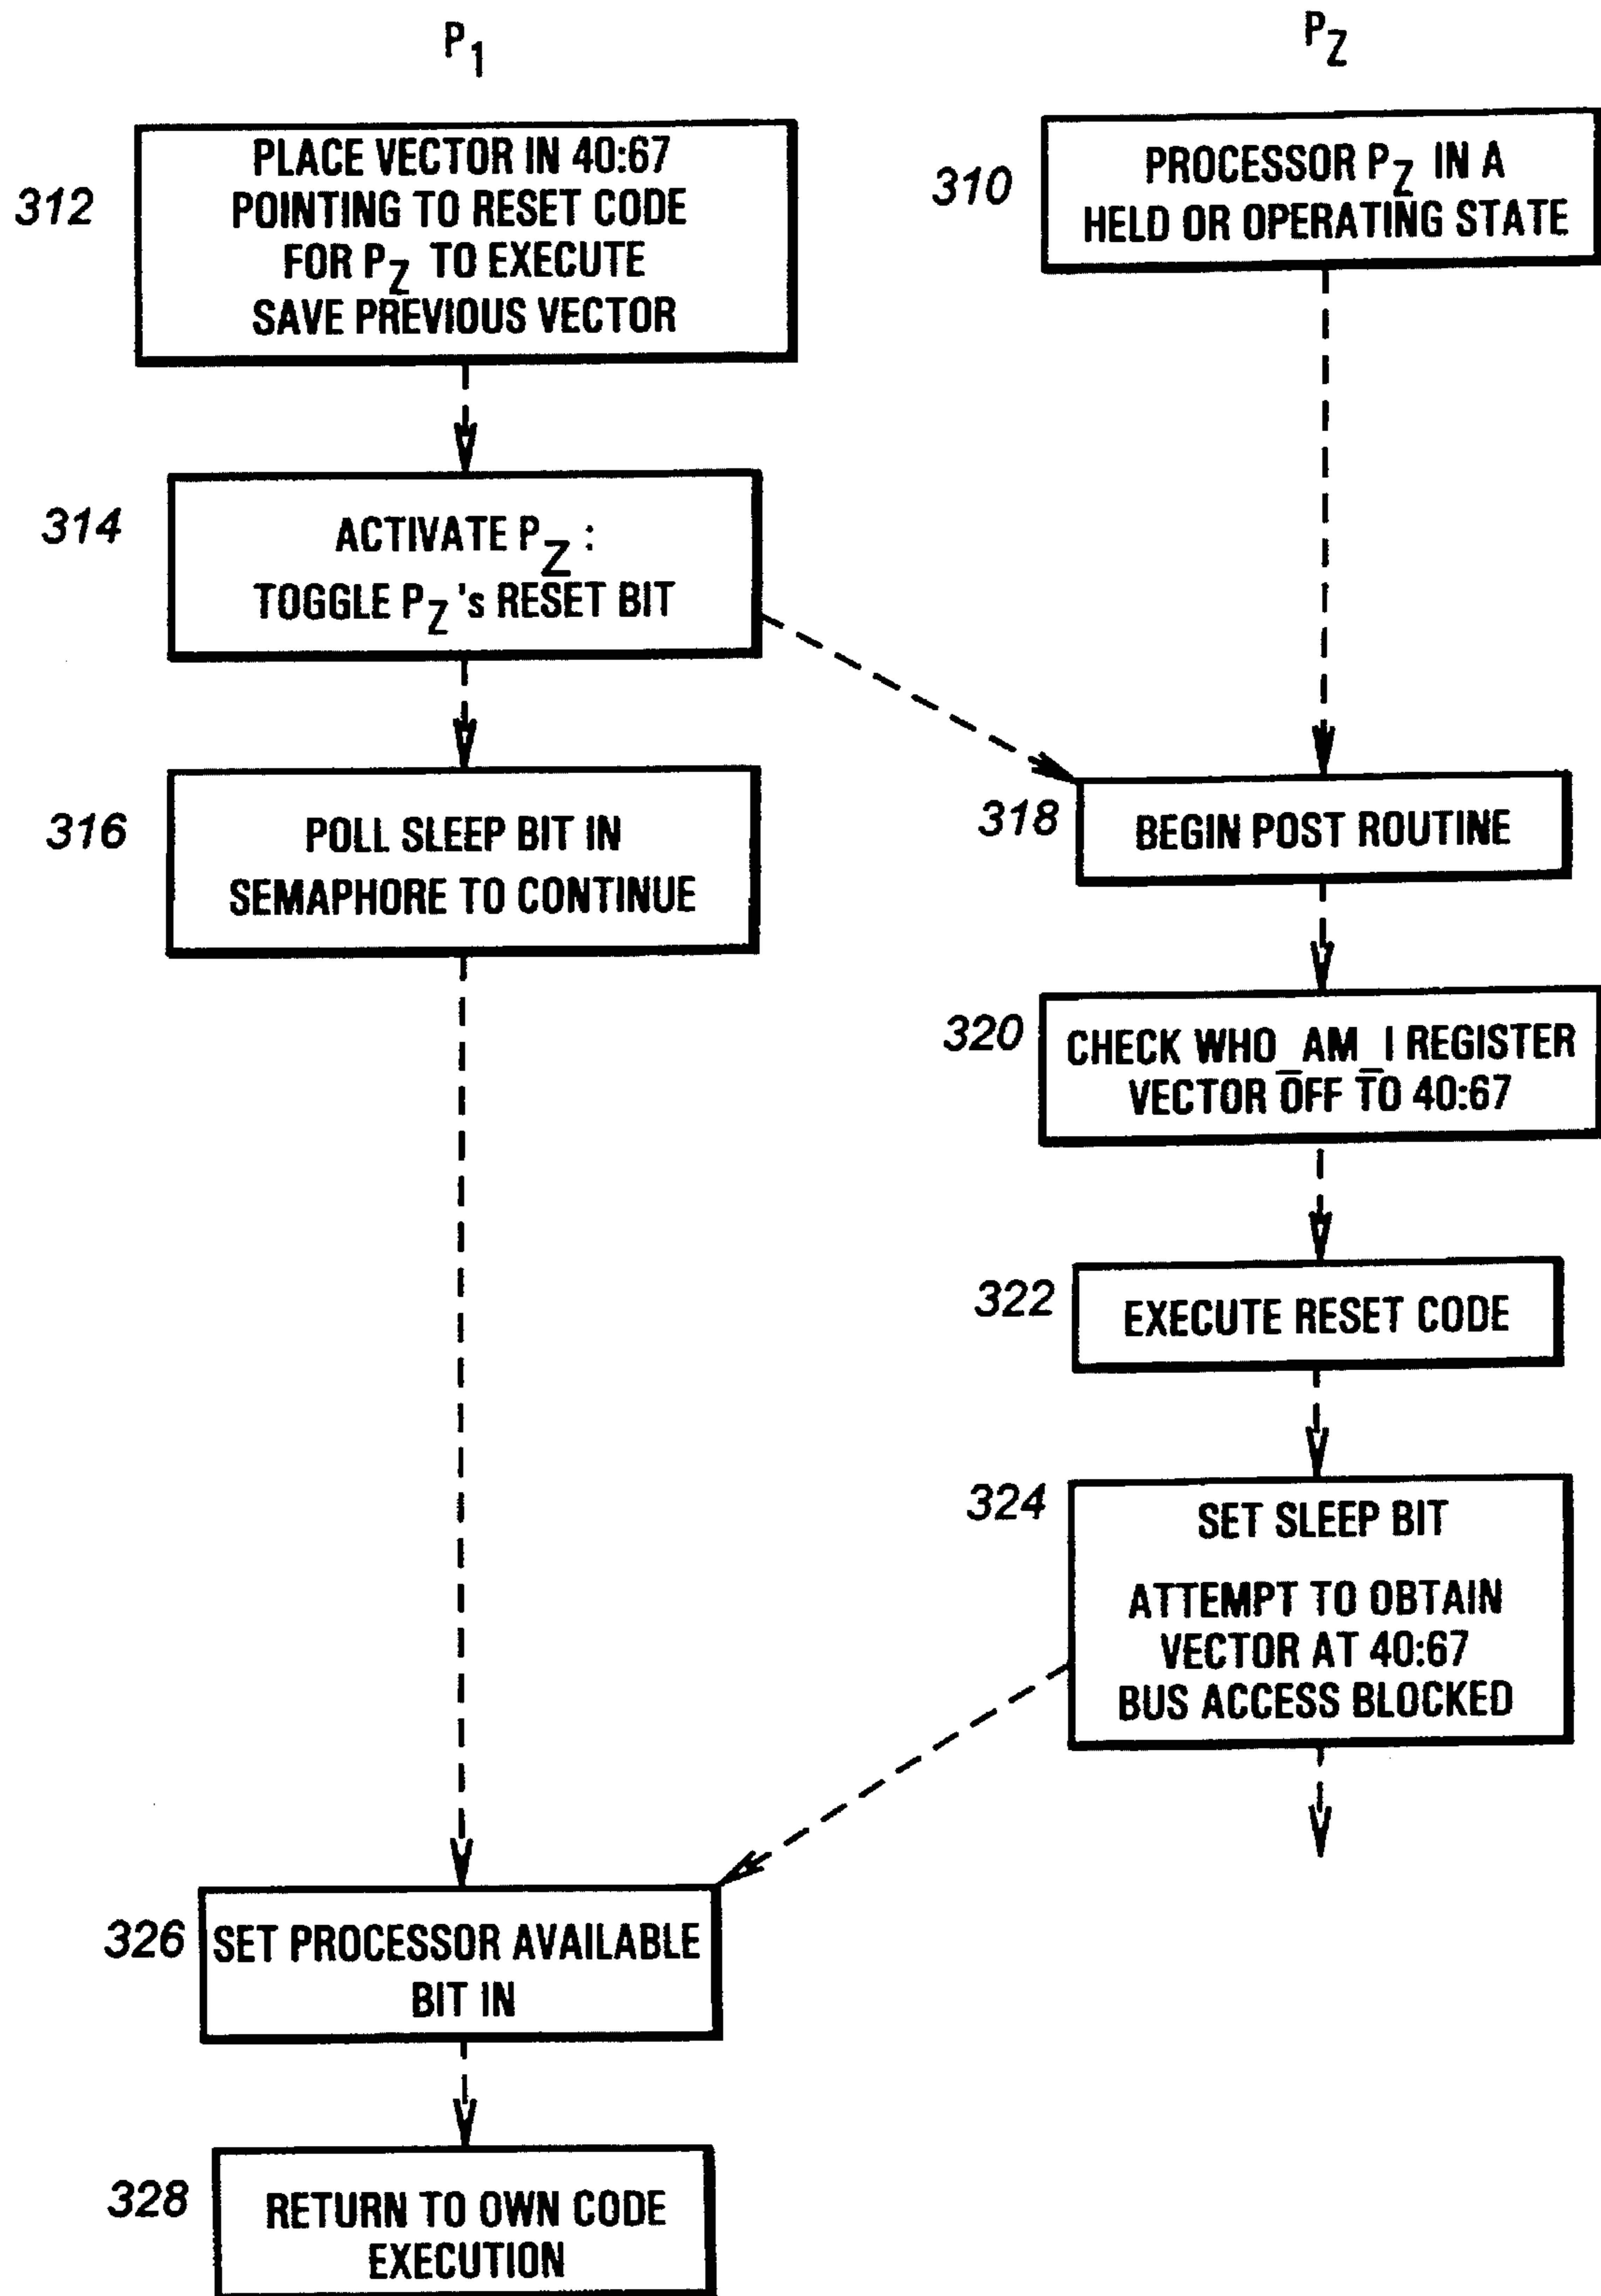 P1
PZ
312
PLACE VECTOR IN 40:67
POINTING TO RESET CODE
FOR PZ TO EXECUTE
SAVE PREVIOUS VECTOR
310
PROCESSOR PZ IN A
HELD OR OPERATING STATE
314
ACTIVATE PZ :
TOGGLE PZ 's RESET BIT
316
POLL SLEEP BIT IN
SEMAPHORE TO CONTINUE
318
BEGIN POST ROUTINE
320
CHECK WHO_AM_I REGISTER
VECTOR OFF TO 40:67
322
EXECUTE RESET CODE
324
SET SLEEP BIT
ATTEMPT TO OBTAIN
VECTOR AT 40:67
BUS ACCESS BLOCKED
326
SET PROCESSOR AVAILABLE
BIT IN
328
RETURN TO OWN CODE
EXECUTION